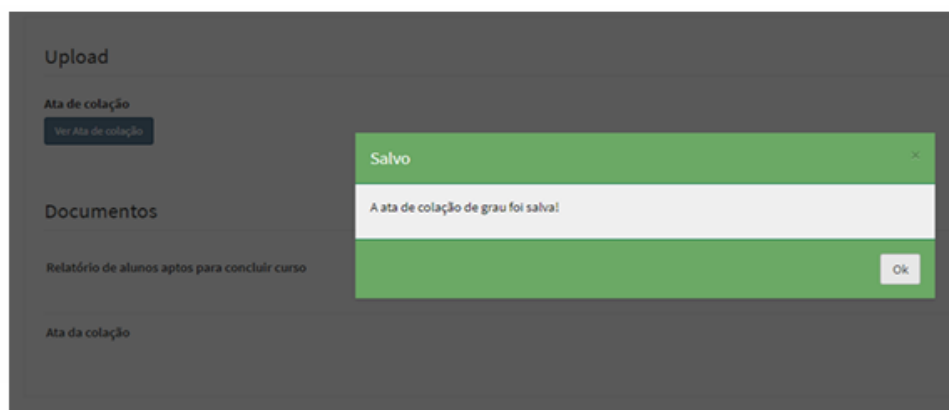 Upload
Ata de colação
Ver Ata de colação
Salvo ×
A ata de colação de grau foi salva!
Documentos
Relatório de alunos aptos para concluir curso
Ok
Ata da colação